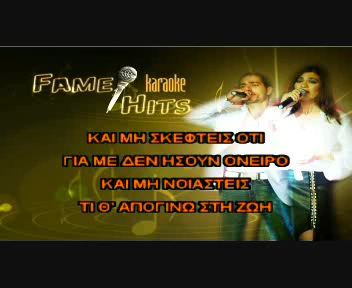 FAME karaoke
HITS
ΚΑΙ ΜΗ ΣΚΕΦΤΕΙΣ ΟΤΙ
ΓΙΑ ΜΕ ΔΕΝ ΗΣΟΥΝ ΟΝΕΙΡΟ
ΚΑΙ ΜΗ ΝΟΙΑΣΤΕΙΣ
ΤΙ Θ' ΑΠΟΓΙΝΩ ΣΤΗ ΖΩΗ